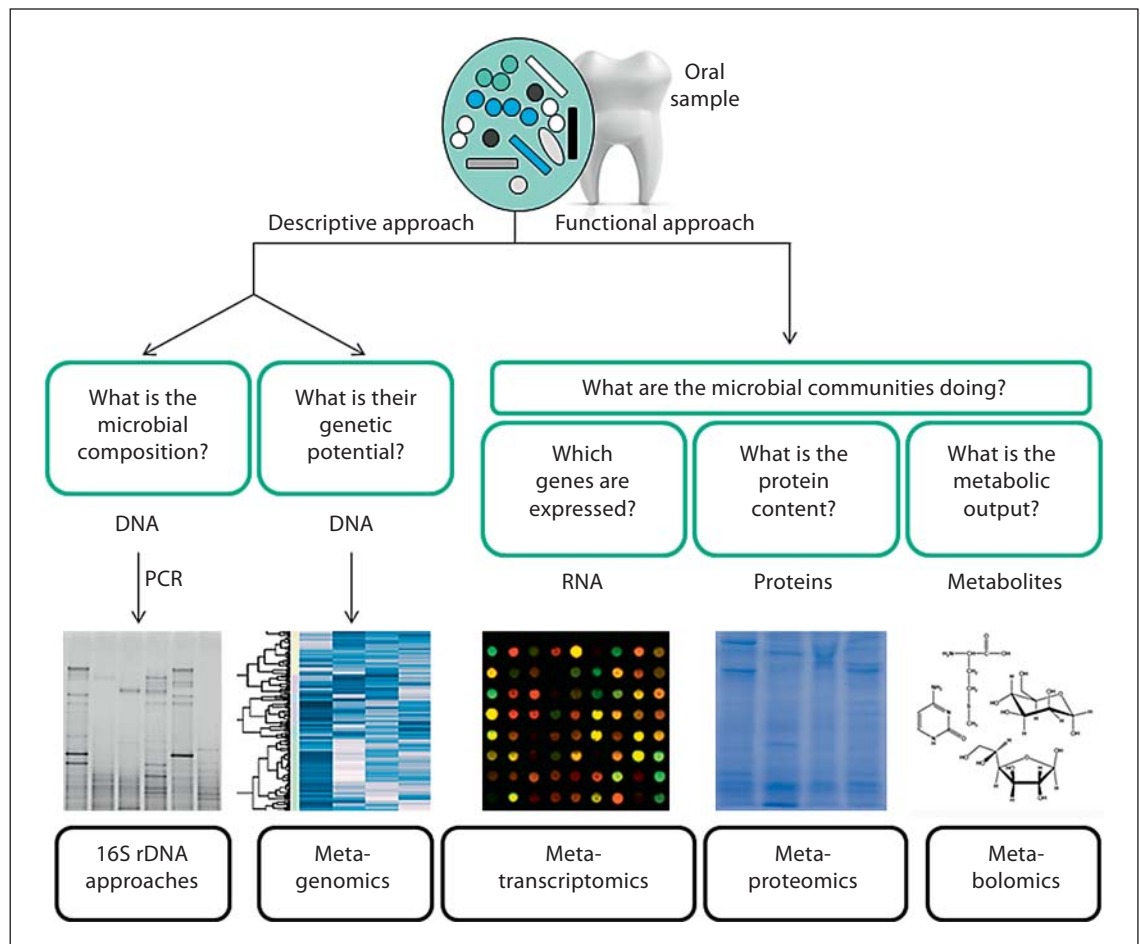 Oral
sample
Descriptive approach
Functional approach
What is the
microbial
composition?
What is their
genetic
potential?
What are the microbial communities doing?
Which
genes are
expressed?
What is the
protein
content?
What is the
metabolic
output?
DNA
DNA
PCR
RNA
Proteins
Metabolites
16S rDNA
approaches
Meta-
genomics
Meta-
transcriptomics
Meta-
proteomics
Meta-
bolomics